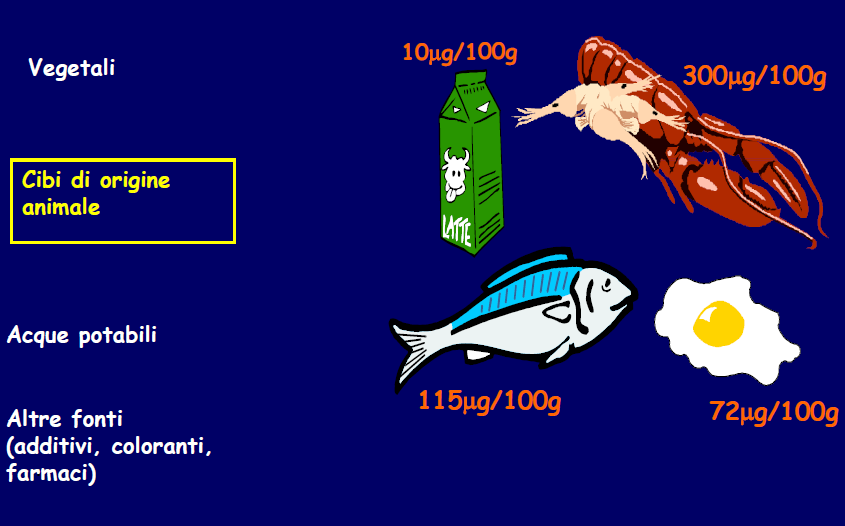 Vegetali
10μg/100g
300μg/100g
LATTE
Cibi di origine
animale
Acque potabili
115μg/100g
72μg/100g
Altre fonti
(additivi, coloranti,
farmaci)